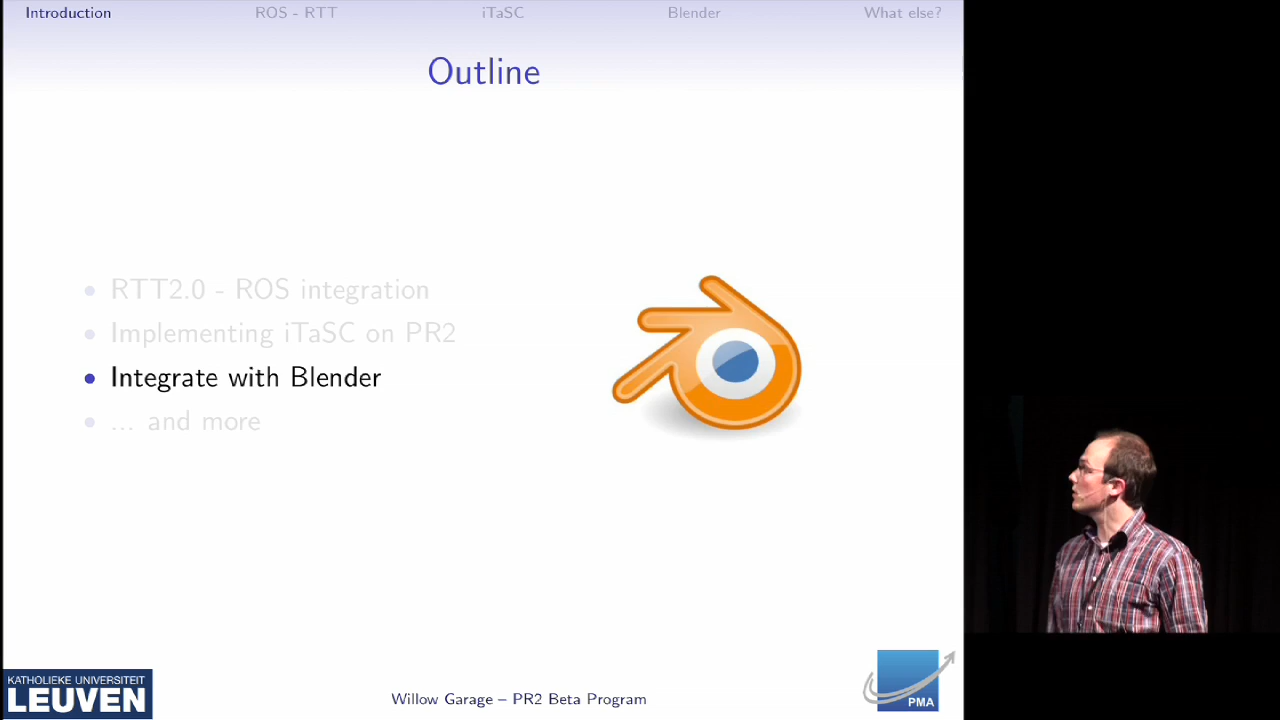 Introduction ROS - RTT iTaSC Blender What else?
Outline
• RTT2.0 - ROS integration
• Implementing iTaSC on PR2
• Integrate with Blender
• ... and more
KATHOLIEKE UNIVERSITEIT
LEUVEN
Willow Garage – PR2 Beta Program
PMA